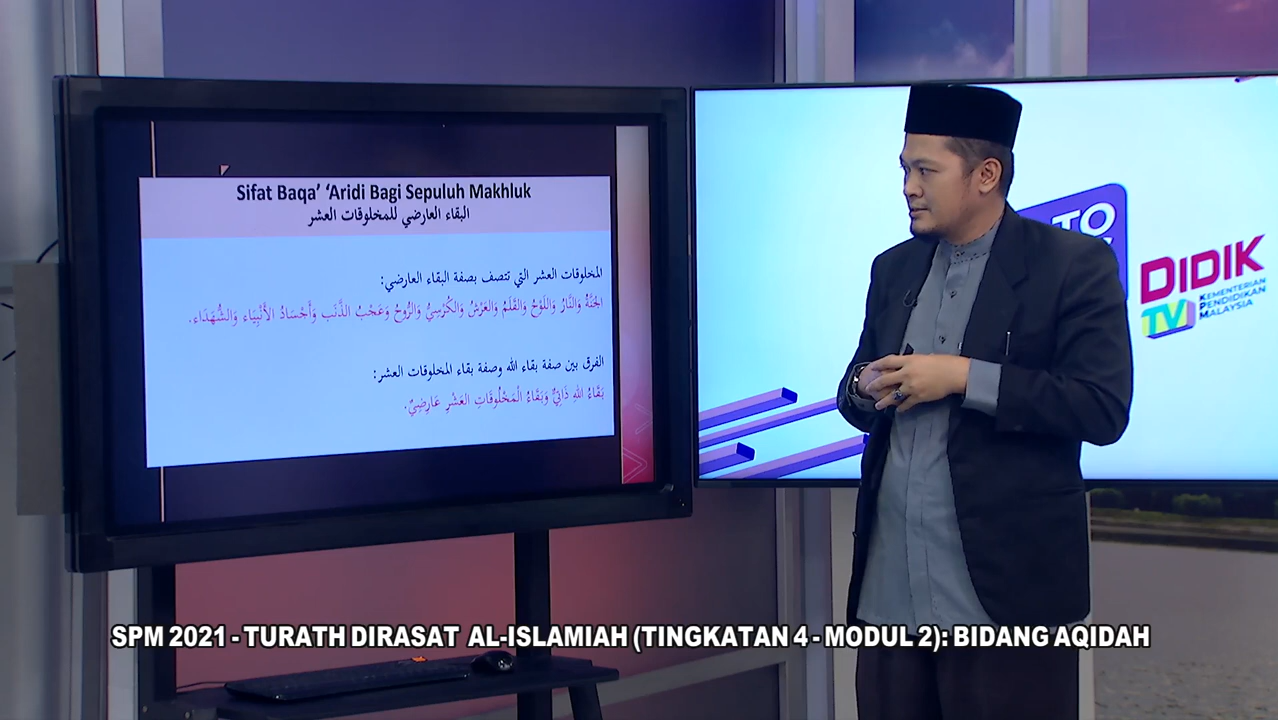 Sifat Baqa’ ‘Aridi Bagi Sepuluh Makhluk
البقاء العارضي للمخلوقات العشر
المخلوقات العشر التي تتصف بصفة البقاء العارضي:
الجَنَّةُ وَالنَّارُ وَاللَّوْحُ وَالقَلَمُ وَالعَرْشُ وَالكُرْسِيُّ وَالرُّوحُ وَعَجْبُ الذَّنَبِ وَأَجْسَادُ الأَنْبِيَاءِ وَالشُّهَدَاءِ.
الفرق بين صفة بقاء الله وصفة بقاء المخلوقات العشر:
بَقَاءُ اللهِ ذَاتِيٌّ وَبَقَاءُ الْمَخْلُوقَاتِ العَشْرِ عَارِضِيٌّ.
TO
DIDIK
TV
KEMENTERIAN
PENDIDIKAN
MALAYSIA
SPM 2021 - TURATH DIRASAT AL-ISLAMIAH (TINGKATAN 4 - MODUL 2): BIDANG AQIDAH